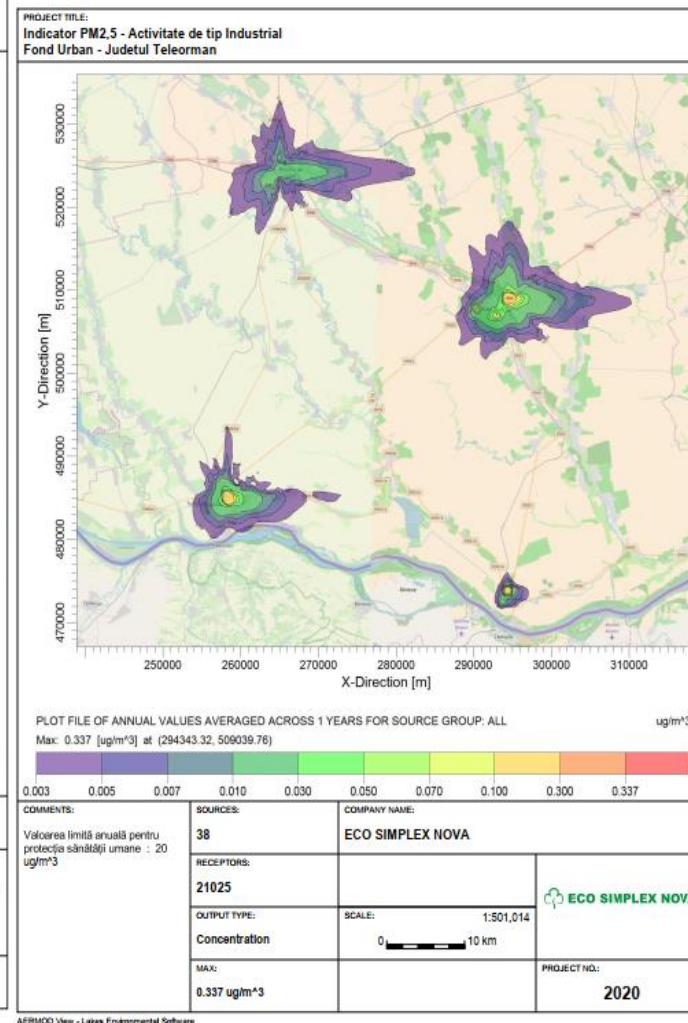 PROJECT TITLE:
Indicator PM2,5 - Activitate de tip Industrial
Fond Urban - Judetul Teleorman
Y-Direction [m]
530000
520000
510000
500000
490000
480000
470000
250000 260000 270000 280000 290000 300000 310000
X-Direction [m]
PLOT FILE OF ANNUAL VALUES AVERAGED ACROSS 1 YEARS FOR SOURCE GROUP: ALL
ug/m^3
Max: 0.337 [ug/m^3] at (294343.32, 509039.76)
0.003 0.005 0.007 0.010 0.030 0.050 0.070 0.100 0.300 0.337
COMMENTS:
Valoarea limită anuală pentru
protecția sănătății umane : 20
ug/m^3
SOURCES:
38
COMPANY NAME:
ECO SIMPLEX NOVA
RECEPTORS:
21025
OUTPUT TYPE:
Concentration
SCALE: 1:501,014
0 10 km
ECO SIMPLEX NOVA
MAX:
0.337 ug/m^3
PROJECT NO.:
2020
AERMOD View - Lakes Environmental Software